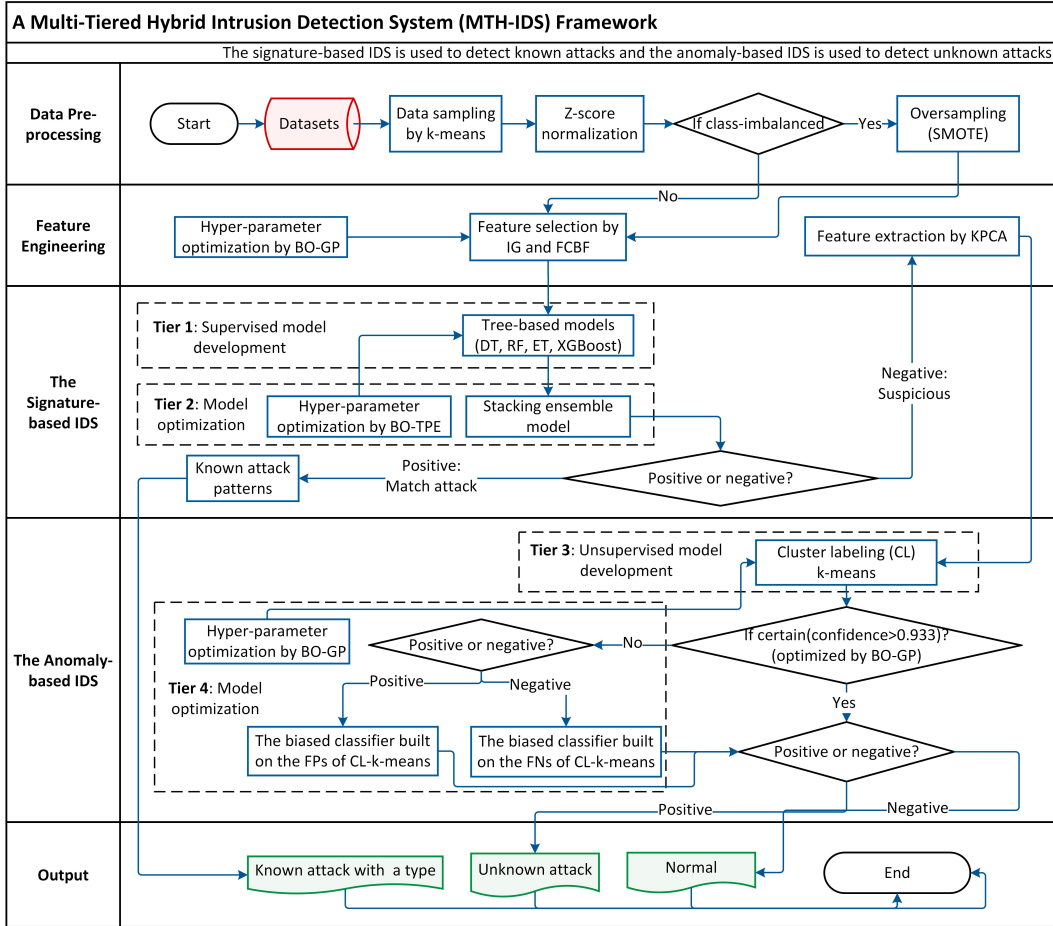 A Multi-Tiered Hybrid Intrusion Detection System (MTH-IDS) Framework
The signature-based IDS is used to detect known attacks and the anomaly-based IDS is used to detect unknown attacks
Data Pre-
processing
Start
Datasets
Data sampling
by k-means
Z-score
normalization
If class-imbalanced
Yes
Oversampling
(SMOTE)
No
Feature
Engineering
Hyper-parameter
optimization by BO-GP
Feature selection by
IG and FCBF
Feature extraction by KPCA
The
Signature-
based IDS
Tier 1: Supervised model
development
Tree-based models
(DT, RF, ET, XGBoost)
Tier 2: Model
optimization
Hyper-parameter
optimization by BO-TPE
Stacking ensemble
model
Negative:
Suspicious
Known attack
patterns
Positive:
Match attack
Positive or negative?
The Anomaly-
based IDS
Tier 3: Unsupervised model
development
Cluster labeling (CL)
k-means
Hyper-parameter
optimization by BO-GP
Positive or negative?
No
If certain(confidence>0.933)?
(optimized by BO-GP)
Tier 4: Model
optimization
Positive
Negative
Yes
The biased classifier built
on the FPs of CL-k-means
The biased classifier built
on the FNs of CL-k-means
Positive or negative?
Positive
Negative
Output
Known attack with  a type
Unknown attack
Normal
End